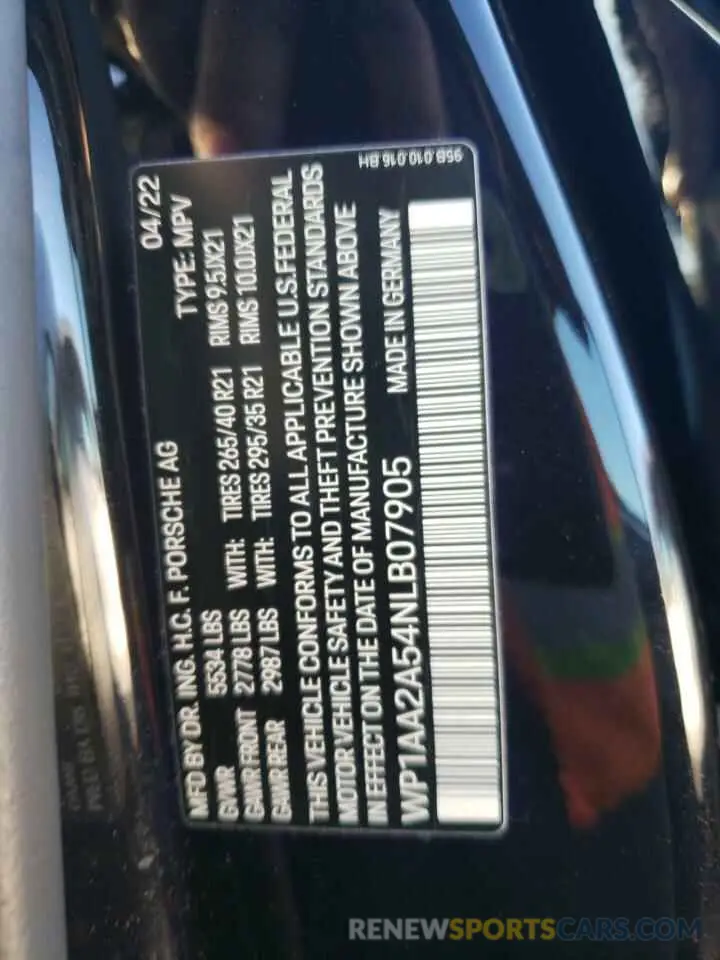 MFD BY DR. ING. H.C. F. PORSCHE AG 04/22
GVWR 5534 LBS TYPE: MPV
GAWR FRONT 2778 LBS WITH: TIRES 265/40 R21 RIMS 9.5JX21
GAWR REAR 2987 LBS WITH: TIRES 295/35 R21 RIMS 10.0JX21
THIS VEHICLE CONFORMS TO ALL APPLICABLE U.S. FEDERAL
MOTOR VEHICLE SAFETY AND THEFT PREVENTION STANDARDS
IN EFFECT ON THE DATE OF MANUFACTURE SHOWN ABOVE
WP1AA2A54NLB07905 MADE IN GERMANY
95B.010.016.BH
RENEWSPORTSCARS.COM